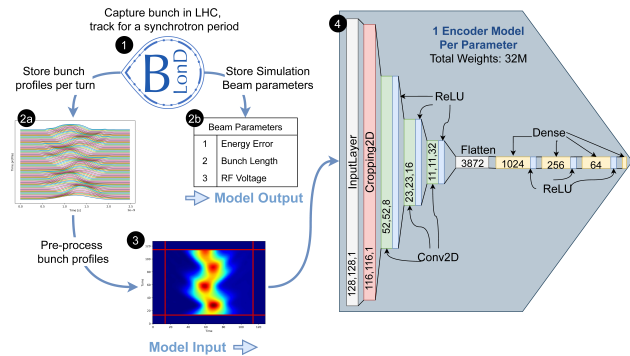 Capture bunch in LHC,
track for a synchrotron period
1
B
LonD
Store bunch
profiles per turn
Store Simulation
Beam parameters
2a
2b
Beam Parameters
1 Energy Error
2 Bunch Length
3 RF Voltage
Model Output
Pre-process
bunch profiles
3
Model Input
4
1 Encoder Model
Per Parameter
Total Weights: 32M
InputLayer
128,128,1
Cropping2D
116,116,1
52,52,8
23,23,16
11,11,32
ReLU
Conv2D
Flatten
3872
Dense
1024
256
64
ReLU